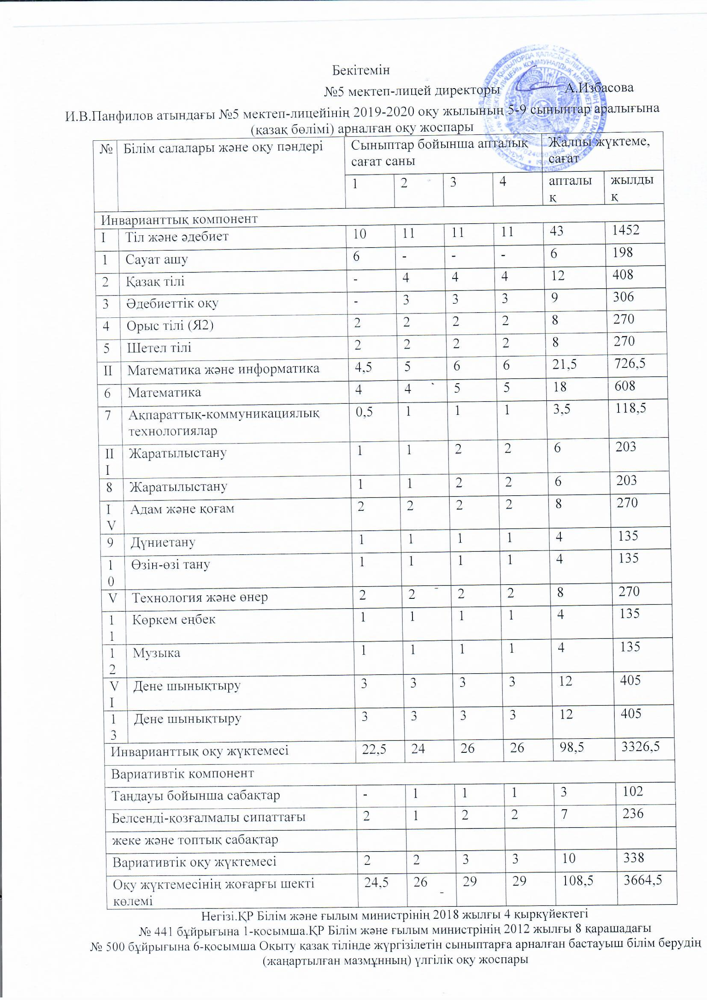 Бекітемін
№5 мектеп-лицей директоры А.Избасова
И.В.Панфилов атындағы №5 мектеп-лицейінің 2019-2020 оқу жылының 5-9 сыныптар аралығына
(қазақ бөлімі) арналған оқу жоспары
№ Білім салалары және оқу пәндері Сыныптар бойынша апталық Жалпы жүктеме,
сағат саны сағат
1 2 3 4 апталы жылды
қ қ
Инварианттық компонент
I Тіл және әдебиет 10 11 11 11 43 1452
1 Сауат ашу 6 - - - 6 198
2 Қазақ тілі - 4 4 4 12 408
3 Әдебиеттік оқу - 3 3 3 9 306
4 Орыс тілі (Я2) 2 2 2 2 8 270
5 Шетел тілі 2 2 2 2 8 270
II Математика және информатика 4,5 5 6 6 21,5 726,5
6 Математика 4 4 5 5 18 608
7 Ақпараттық-коммуникациялық 0,5 1 1 1 3,5 118,5
технологиялар
II Жаратылыстану 1 1 2 2 6 203
I
8 Жаратылыстану 1 1 2 2 6 203
I Адам және қоғам 2 2 2 2 8 270
V
9 Дүниетану 1 1 1 1 4 135
1 Өзін-өзі тану 1 1 1 1 4 135
0
V Технология және өнер 2 2 2 2 8 270
1 Көркем еңбек 1 1 1 1 4 135
1
1 Музыка 1 1 1 1 4 135
2
V Дене шынықтыру 3 3 3 3 12 405
I
1 Дене шынықтыру 3 3 3 3 12 405
3
Инварианттық оқу жүктемесі 22,5 24 26 26 98,5 3326,5
Вариативтік компонент
Таңдауы бойынша сабақтар - 1 1 1 3 102
Белсенді-қозғалмалы сипаттағы 2 1 2 2 7 236
жеке және топтық сабақтар
Вариативтік оқу жүктемесі 2 2 3 3 10 338
Оқу жүктемесінің жоғарғы шекті 24,5 26 29 29 108,5 3664,5
көлемі
Негізі.ҚР Білім және ғылым министрінің 2018 жылғы 4 қыркүйектегі
№ 441 бұйрығына 1-қосымша.ҚР Білім және ғылым министрінің 2012 жылғы 8 қарашадағы
№ 500 бұйрығына 6-қосымша Оқыту қазақ тілінде жүргізілетін сыныптарға арналған бастауыш білім берудің
(жаңартылған мазмұнның) үлгілік оқу жоспары